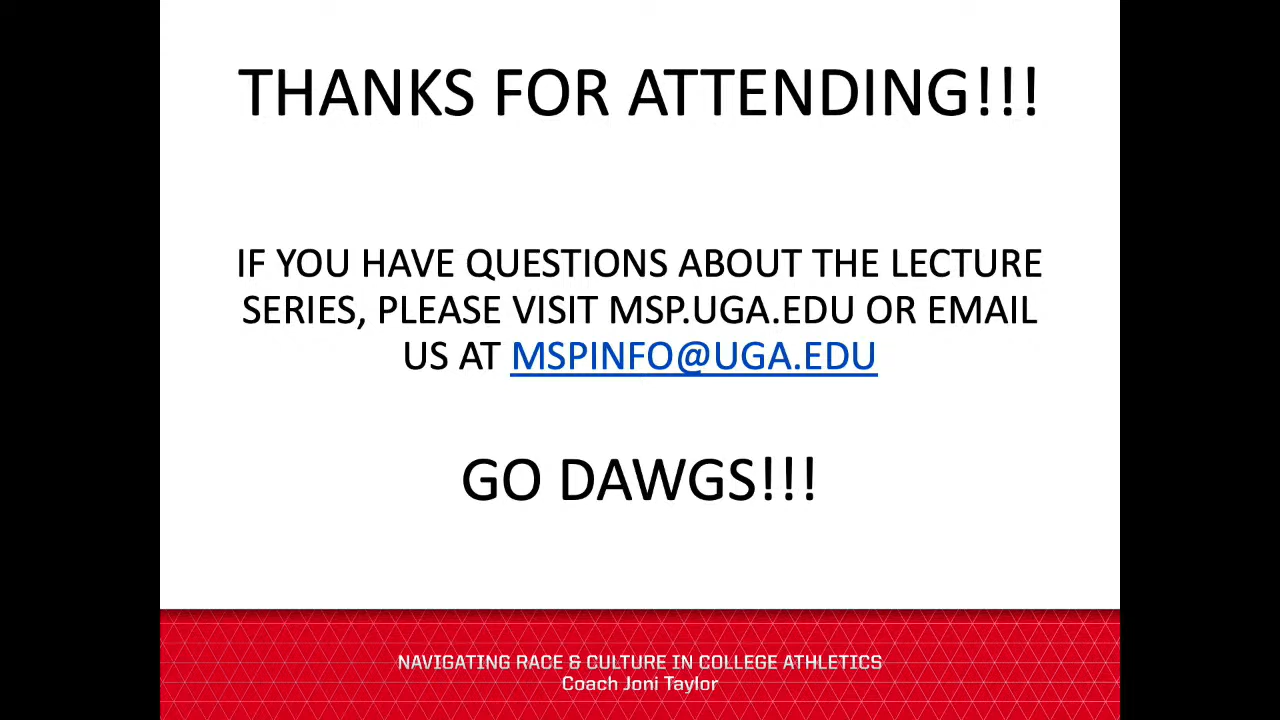 THANKS FOR ATTENDING!!!
IF YOU HAVE QUESTIONS ABOUT THE LECTURE
SERIES, PLEASE VISIT MSP.UGA.EDU OR EMAIL
US AT MSPINFO@UGA.EDU
GO DAWGS!!!
NAVIGATING RACE & CULTURE IN COLLEGE ATHLETICS
Coach Joni Taylor